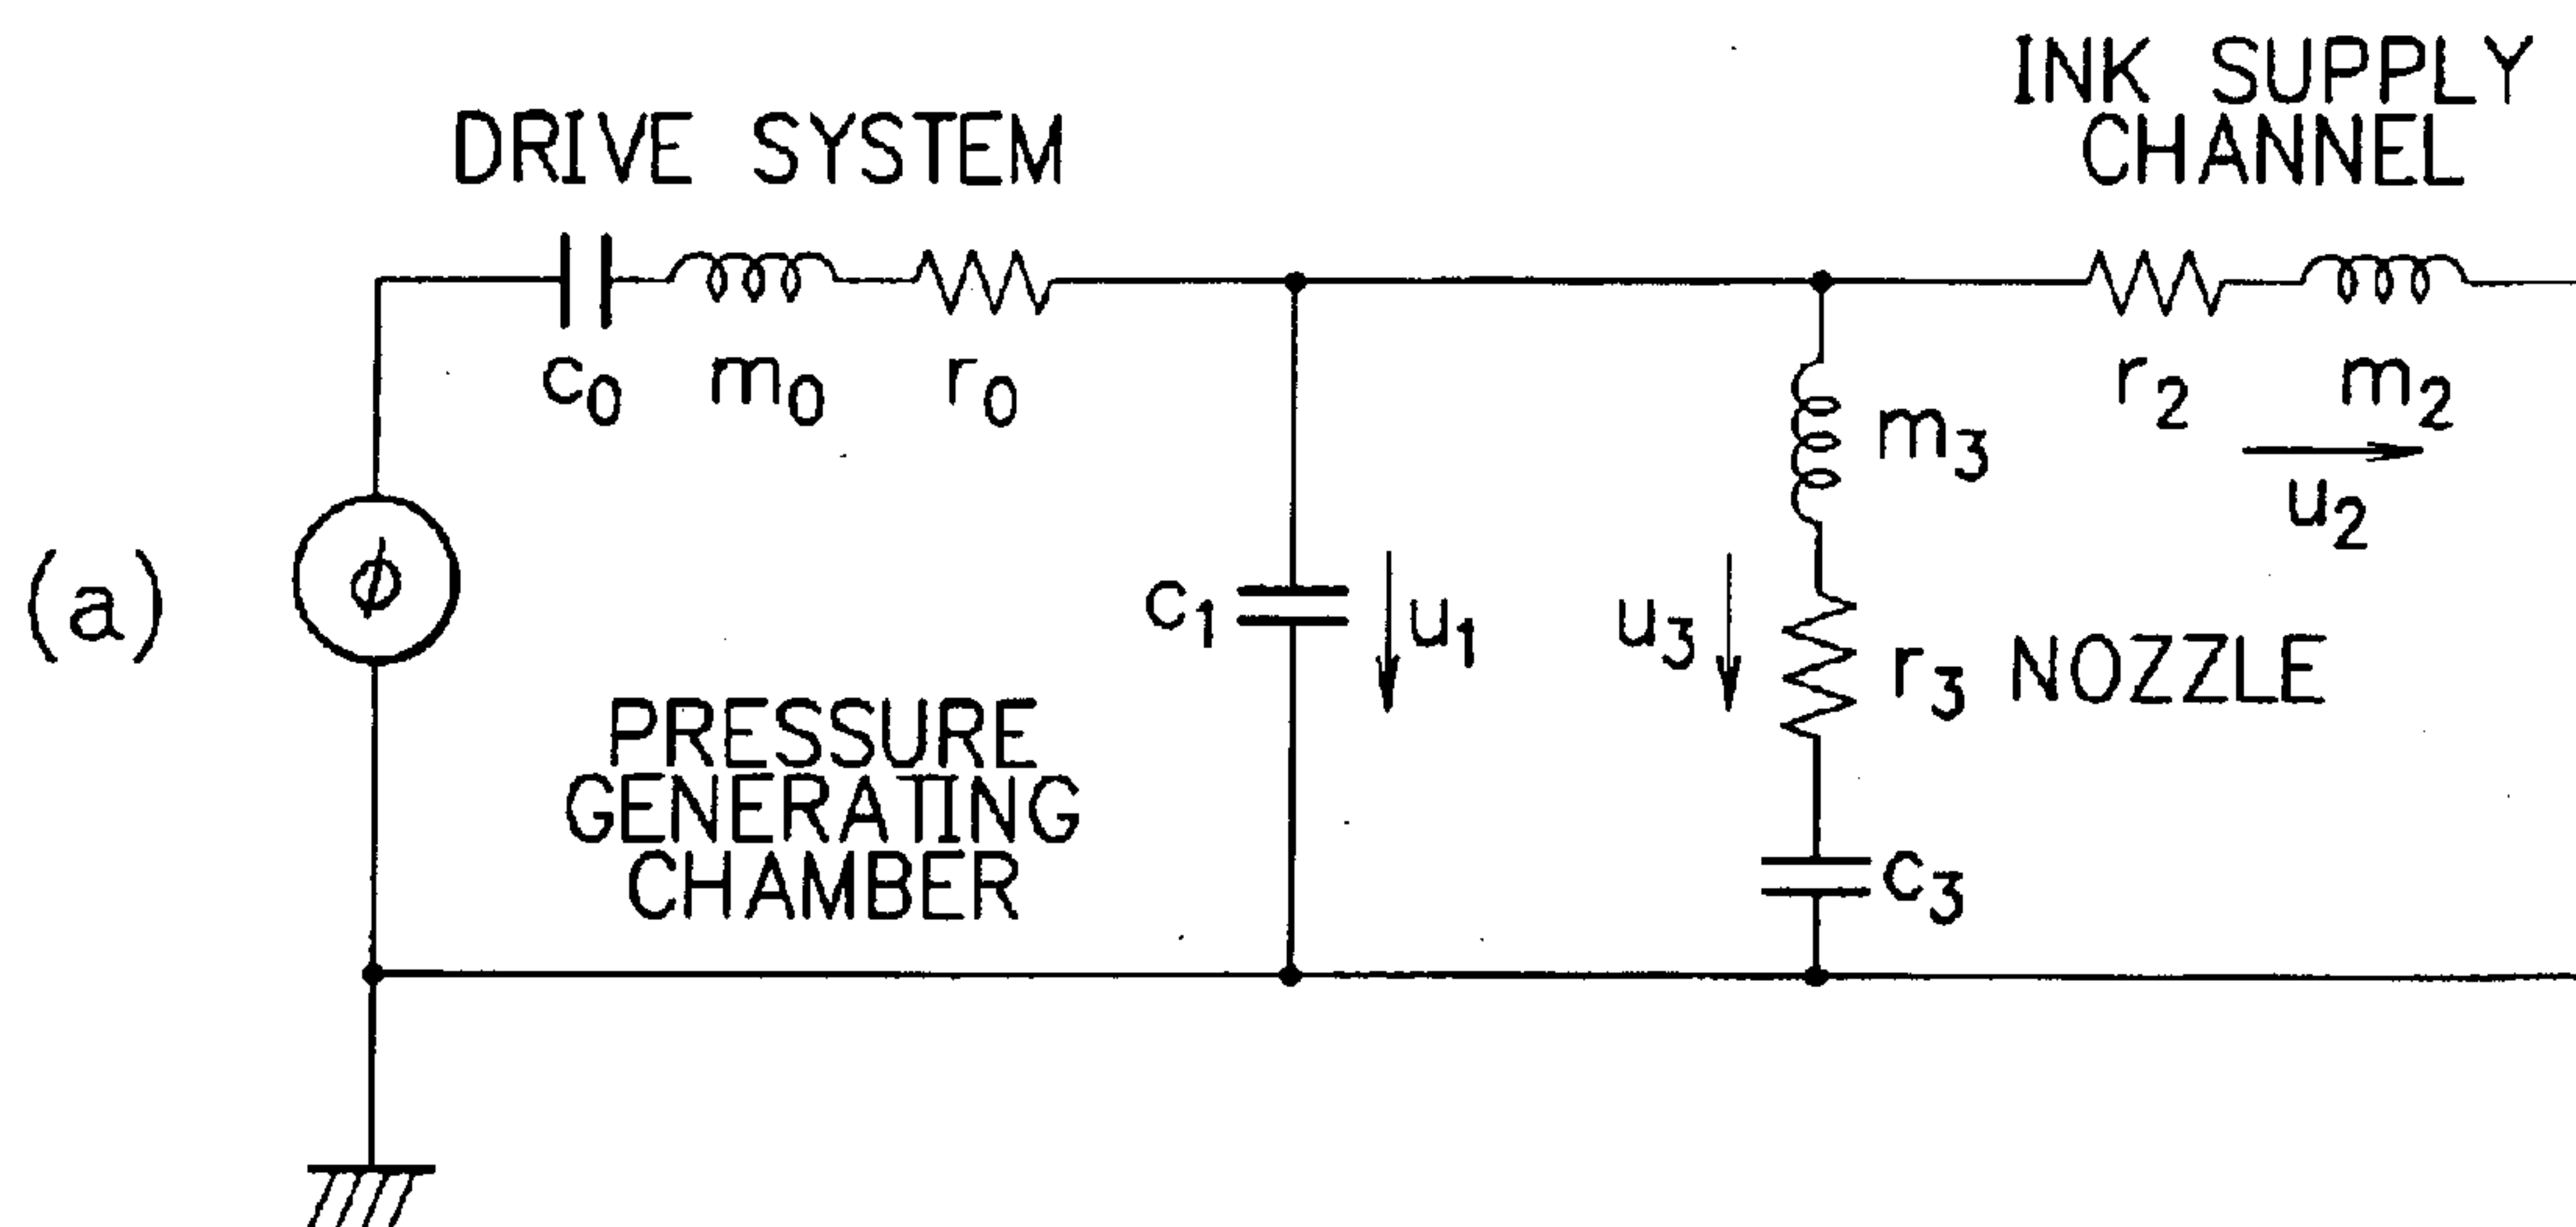 INK SUPPLY
CHANNEL
DRIVE SYSTEM
c₀ m₀ r₀
r₂ m₂
m₃
u₂
(a)
ϕ
c₁ u₁
u₃
r₃ NOZZLE
PRESSURE
GENERATING
CHAMBER
c₃